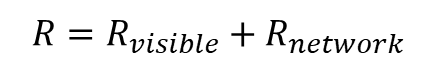 R = R_visible + R_network